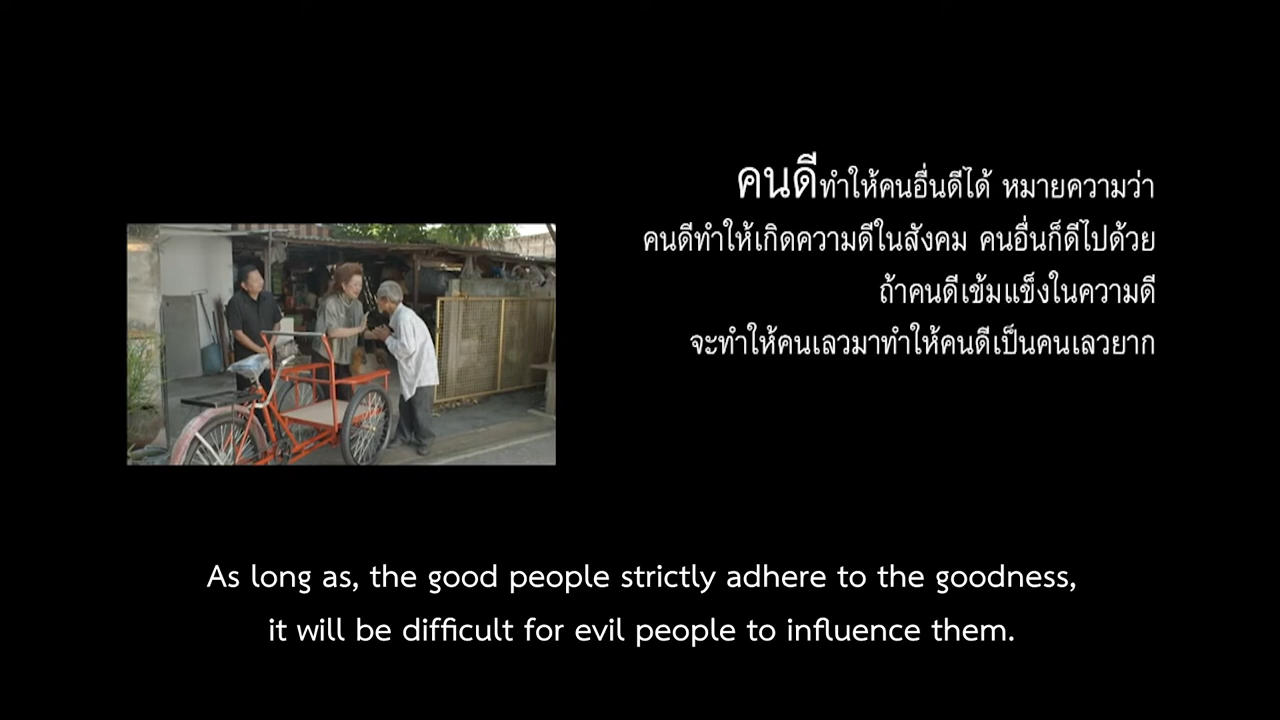 คนดีทำให้คนอื่นดีได้ หมายความว่า
คนดีทำให้เกิดความดีในสังคม คนอื่นก็ดีไปด้วย
ถ้าคนดีเข้มแข็งในความดี
จะทำให้คนเลวมาทำให้คนดีเป็นคนเลวยาก
As long as, the good people strictly adhere to the goodness,
it will be difficult for evil people to influence them.